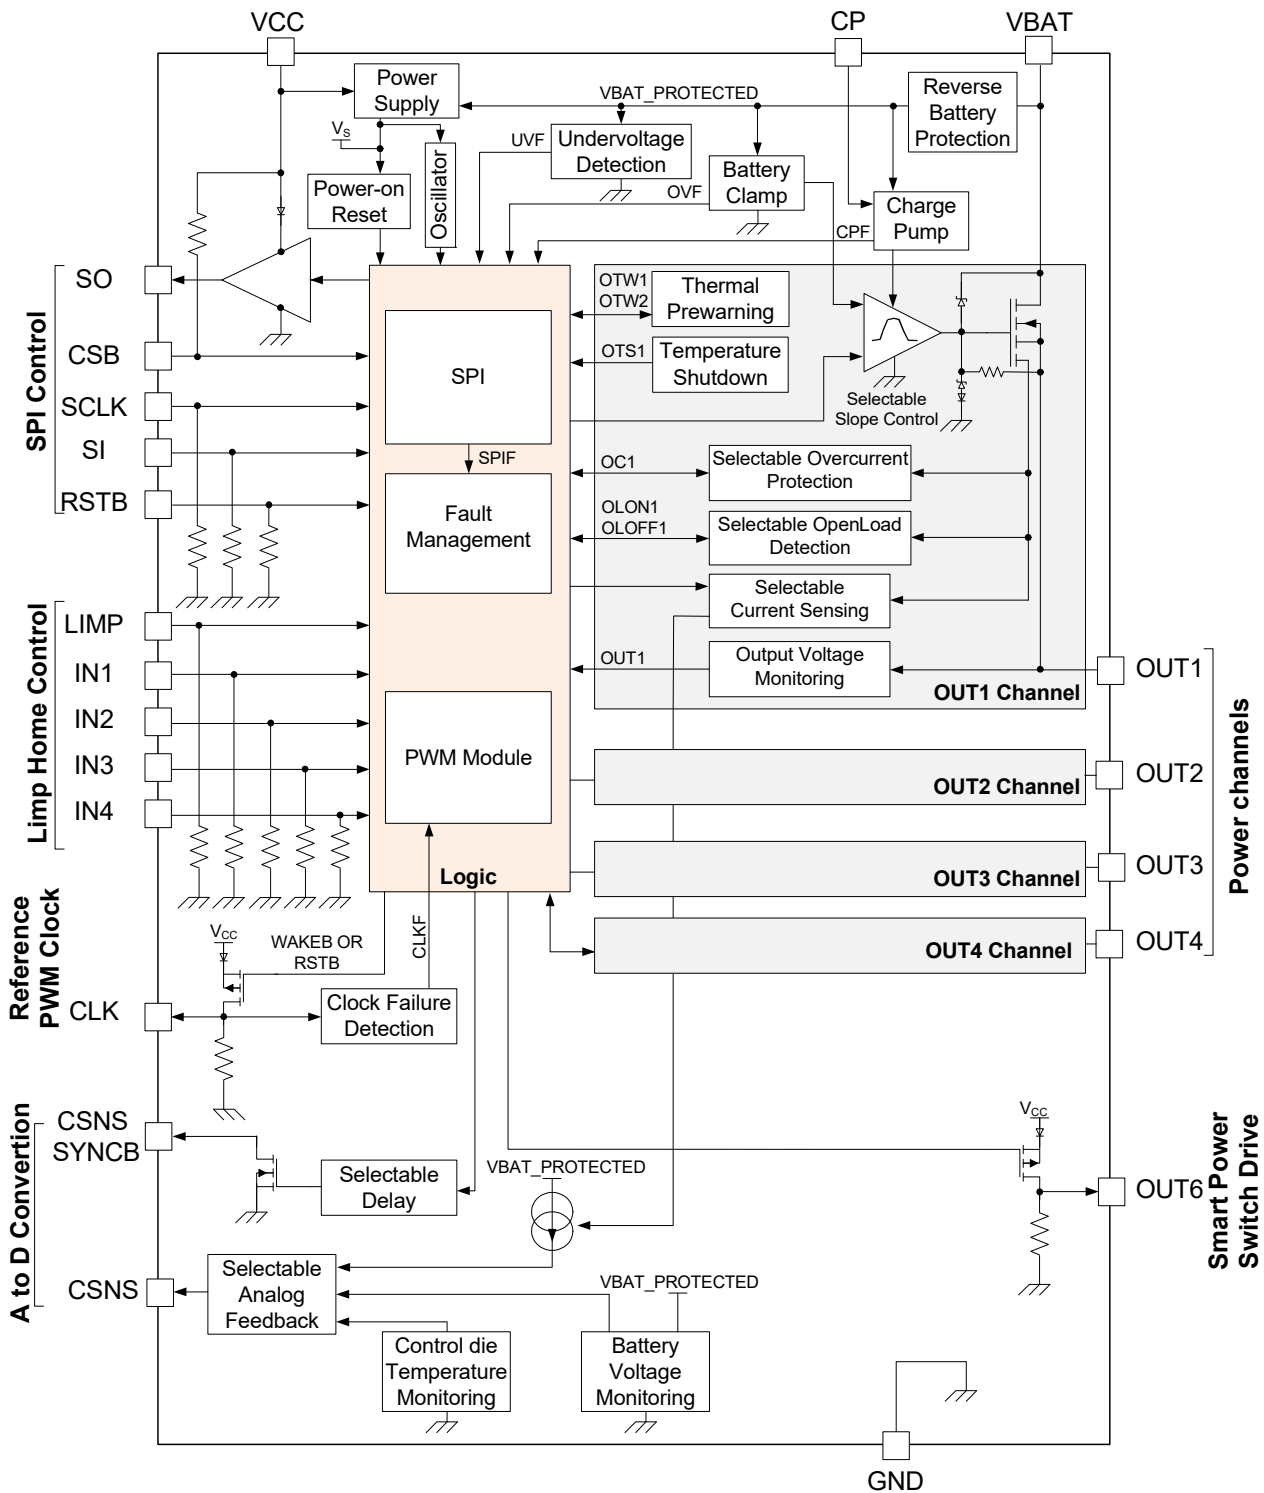 VCC
CP
VBAT
Power
Supply
VBAT_PROTECTED
Reverse
Battery
Protection
VS
UVF
Undervoltage
Detection
Oscillator
Power-on
Reset
OVF
Battery
Clamp
CPF
Charge
Pump
SPI Control
SO
CSB
SCLK
SI
RSTB
SPI
SPIF
Fault
Management
PWM Module
Logic
OTW1
OTW2
Thermal
Prewarning
OTS1
Temperature
Shutdown
Selectable
Slope Control
OC1
Selectable Overcurrent
Protection
OLON1
OLOFF1
Selectable OpenLoad
Detection
Selectable
Current Sensing
OUT1
Output Voltage
Monitoring
OUT1 Channel
OUT2 Channel
OUT3 Channel
OUT4 Channel
OUT1
OUT2
OUT3
OUT4
Power channels
Limp Home Control
LIMP
IN1
IN2
IN3
IN4
Reference
PWM Clock
VCC
WAKEB OR
RSTB
CLKF
CLK
Clock Failure
Detection
A to D Convertion
CSNS
SYNCB
Selectable
Delay
VBAT_PROTECTED
VCC
OUT6
Smart Power
Switch Drive
CSNS
Selectable
Analog
Feedback
VBAT_PROTECTED
Control die
Temperature
Monitoring
Battery
Voltage
Monitoring
GND